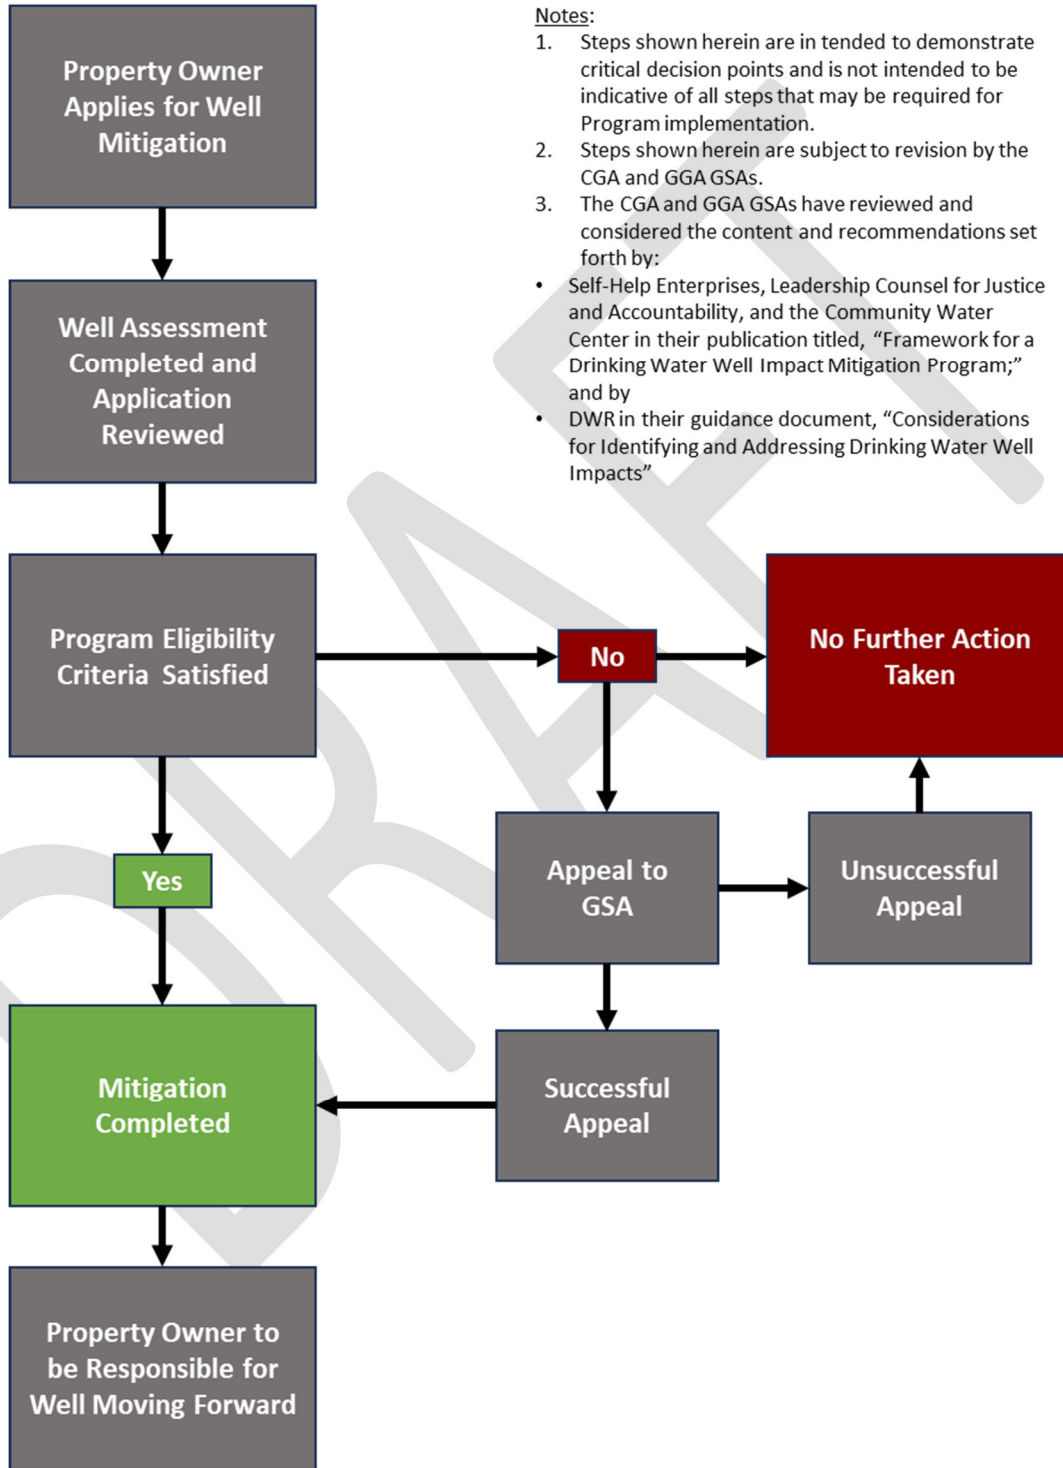 Property Owner
Applies for Well
Mitigation
Notes:
1. Steps shown herein are in tended to demonstrate
critical decision points and is not intended to be
indicative of all steps that may be required for
Program implementation.
2. Steps shown herein are subject to revision by the
CGA and GGA GSAs.
3. The CGA and GGA GSAs have reviewed and
considered the content and recommendations set
forth by:
• Self-Help Enterprises, Leadership Counsel for Justice
and Accountability, and the Community Water
Center in their publication titled, “Framework for a
Drinking Water Well Impact Mitigation Program;”
and by
• DWR in their guidance document, “Considerations
for Identifying and Addressing Drinking Water Well
Impacts”
Well Assessment
Completed and
Application
Reviewed
Program Eligibility
Criteria Satisfied
No
No Further Action
Taken
Yes
Appeal to
GSA
Unsuccessful
Appeal
Mitigation
Completed
Successful
Appeal
Property Owner to
be Responsible for
Well Moving Forward
DRAFT